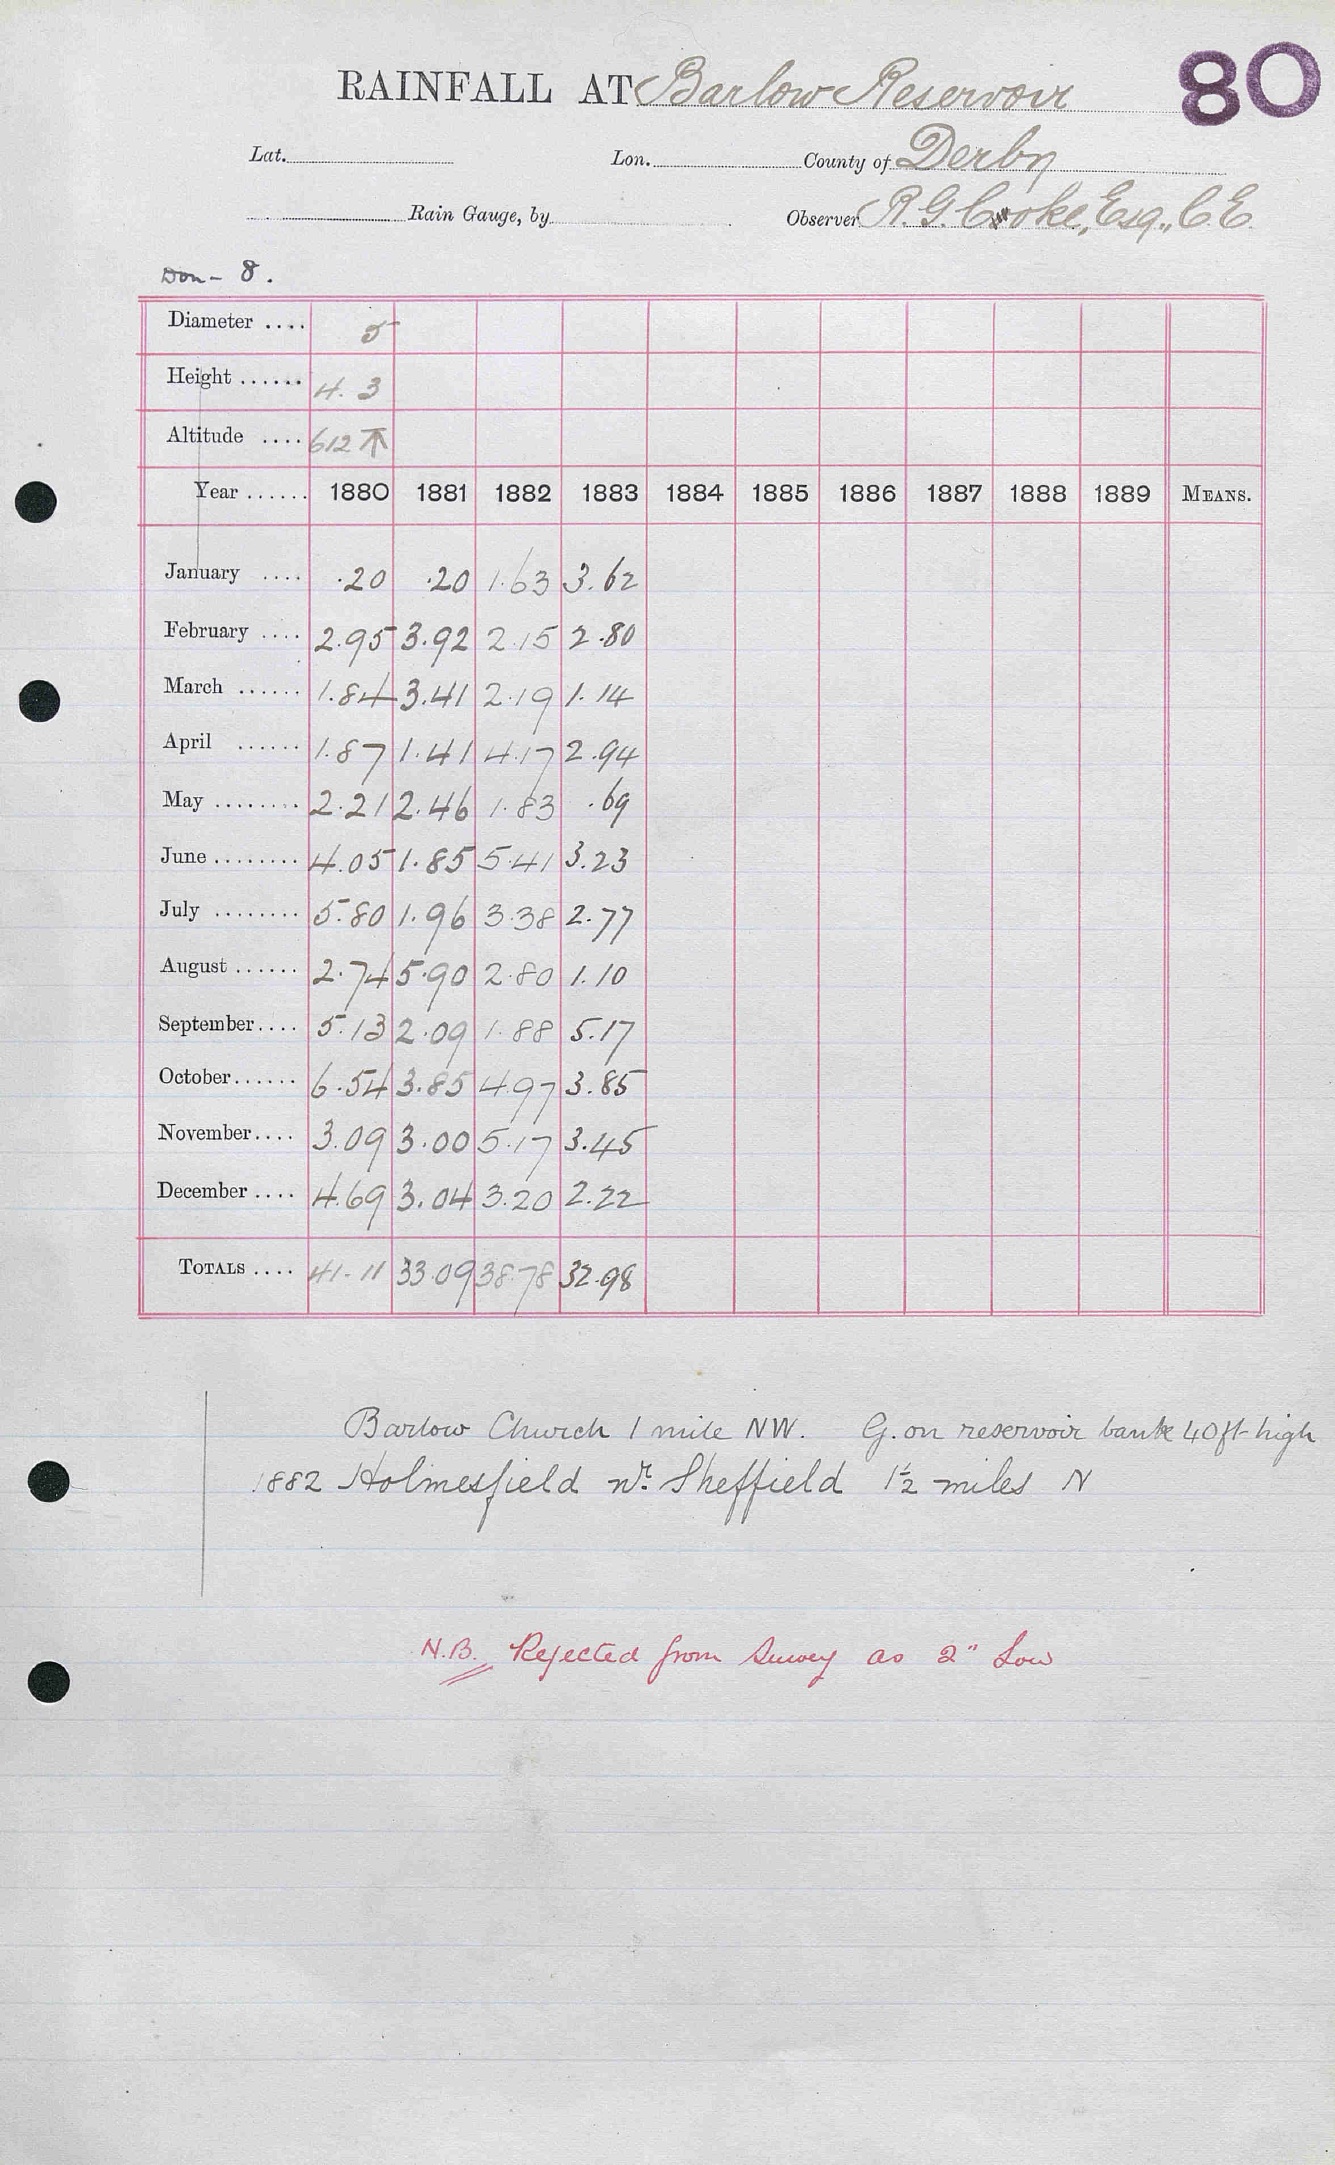 RAINFALL AT Barlow Reservoir 80
Lat. Lon. County of Derby
Rain Gauge, by Observer R.G. Cooke, Esq., C.E.
Don - 8.
Diameter .... 5
Height ...... 4. 3
Altitude .... 612
Year ...... 1880 1881 1882 1883 1884 1885 1886 1887 1888 1889 MEANS.
January .... .20 .20 1.63 3.62
February .... 2.95 3.92 2.15 2.80
March ...... 1.84 3.41 2.19 1.14
April ...... 1.87 1.41 4.17 2.94
May ........ 2.21 2.46 1.83 .69
June ........ 4.05 1.85 5.41 3.23
July ........ 5.80 1.96 3.38 2.77
August ...... 2.74 5.90 2.80 1.10
September.... 5.13 2.09 1.88 5.17
October...... 6.54 3.85 4.97 3.85
November.... 3.09 3.00 5.17 3.45
December .... 4.69 3.04 3.20 2.22
TOTALS .... 41.11 33.09 38.78 32.98
Barlow Church 1 mile NW. G. on reservoir bank 40ft high
1882 Holmesfield nr. Sheffield 1½ miles N
N.B. Rejected from Survey as 2" Low